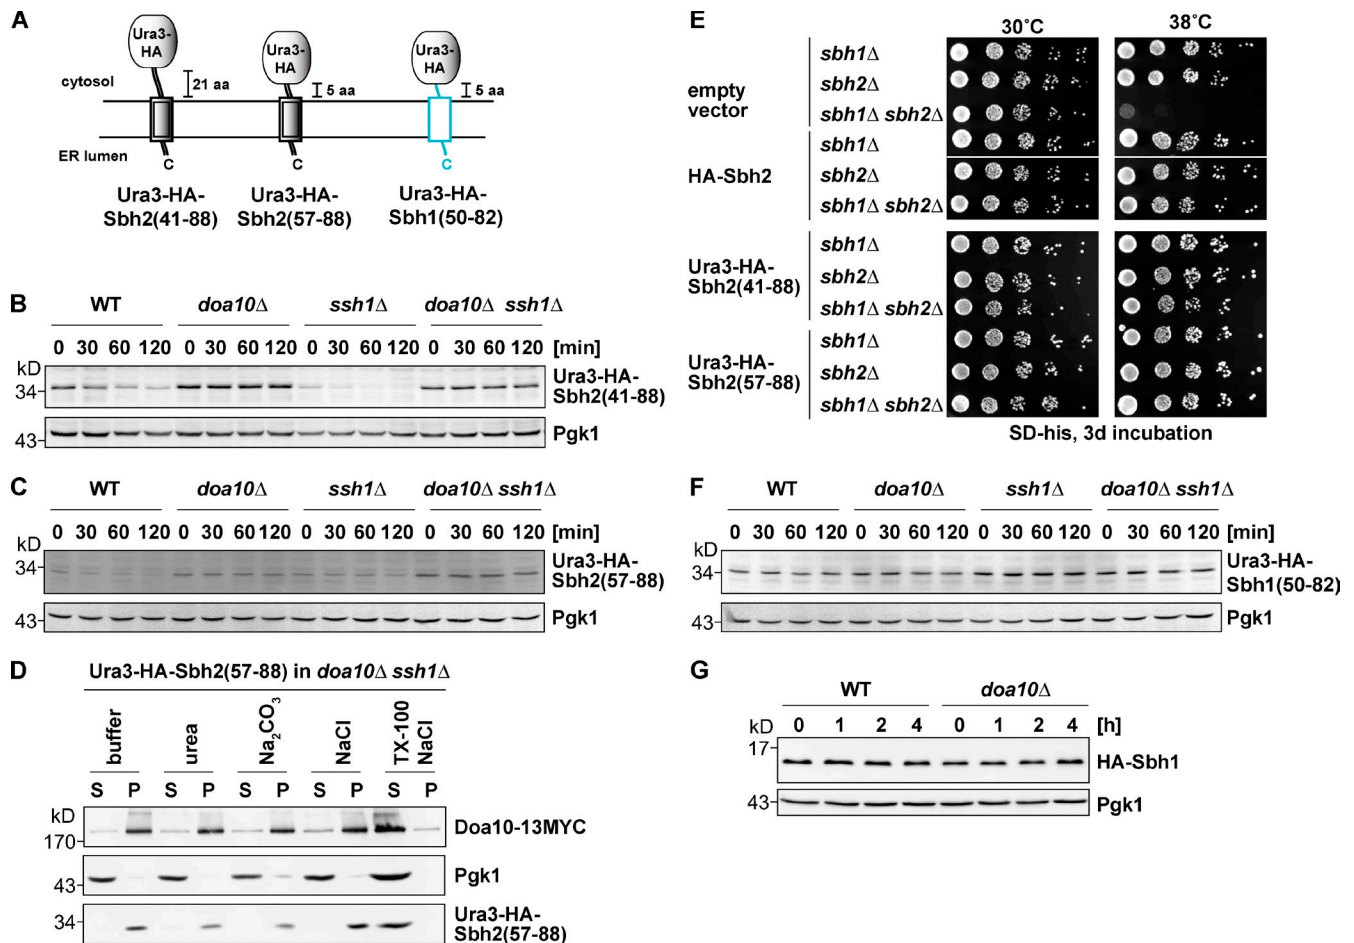 A
Ura3-
HA
Ura3-
HA
Ura3-
HA
cytosol
21 aa
5 aa
5 aa
ER lumen
C
C
C
Ura3-HA-
Sbh2(41-88)
Ura3-HA-
Sbh2(57-88)
Ura3-HA-
Sbh1(50-82)
B
WT doa10Δ ssh1Δ doa10Δ ssh1Δ
0 30 60 120 0 30 60 120 0 30 60 120 0 30 60 120 [min]
kD
34
Ura3-HA-
Sbh2(41-88)
43
Pgk1
C
WT doa10Δ ssh1Δ doa10Δ ssh1Δ
0 30 60 120 0 30 60 120 0 30 60 120 0 30 60 120 [min]
kD
34
Ura3-HA-
Sbh2(57-88)
43
Pgk1
D
Ura3-HA-Sbh2(57-88) in doa10Δ ssh1Δ
buffer
urea
Na2CO3
NaCl
TX-100
NaCl
S P S P S P S P S P
kD
170
Doa10-13MYC
43
Pgk1
34
Ura3-HA-
Sbh2(57-88)
E
30˚C 38˚C
empty
vector
sbh1Δ
sbh2Δ
sbh1Δ sbh2Δ
HA-Sbh2
sbh1Δ
sbh2Δ
sbh1Δ sbh2Δ
Ura3-HA-
Sbh2(41-88)
sbh1Δ
sbh2Δ
sbh1Δ sbh2Δ
Ura3-HA-
Sbh2(57-88)
sbh1Δ
sbh2Δ
sbh1Δ sbh2Δ
SD-his, 3d incubation
F
WT doa10Δ ssh1Δ doa10Δ ssh1Δ
0 30 60 120 0 30 60 120 0 30 60 120 0 30 60 120 [min]
kD
34
Ura3-HA-
Sbh1(50-82)
43
Pgk1
G
WT doa10Δ
0 1 2 4 0 1 2 4 [h]
kD
17
HA-Sbh1
43
Pgk1